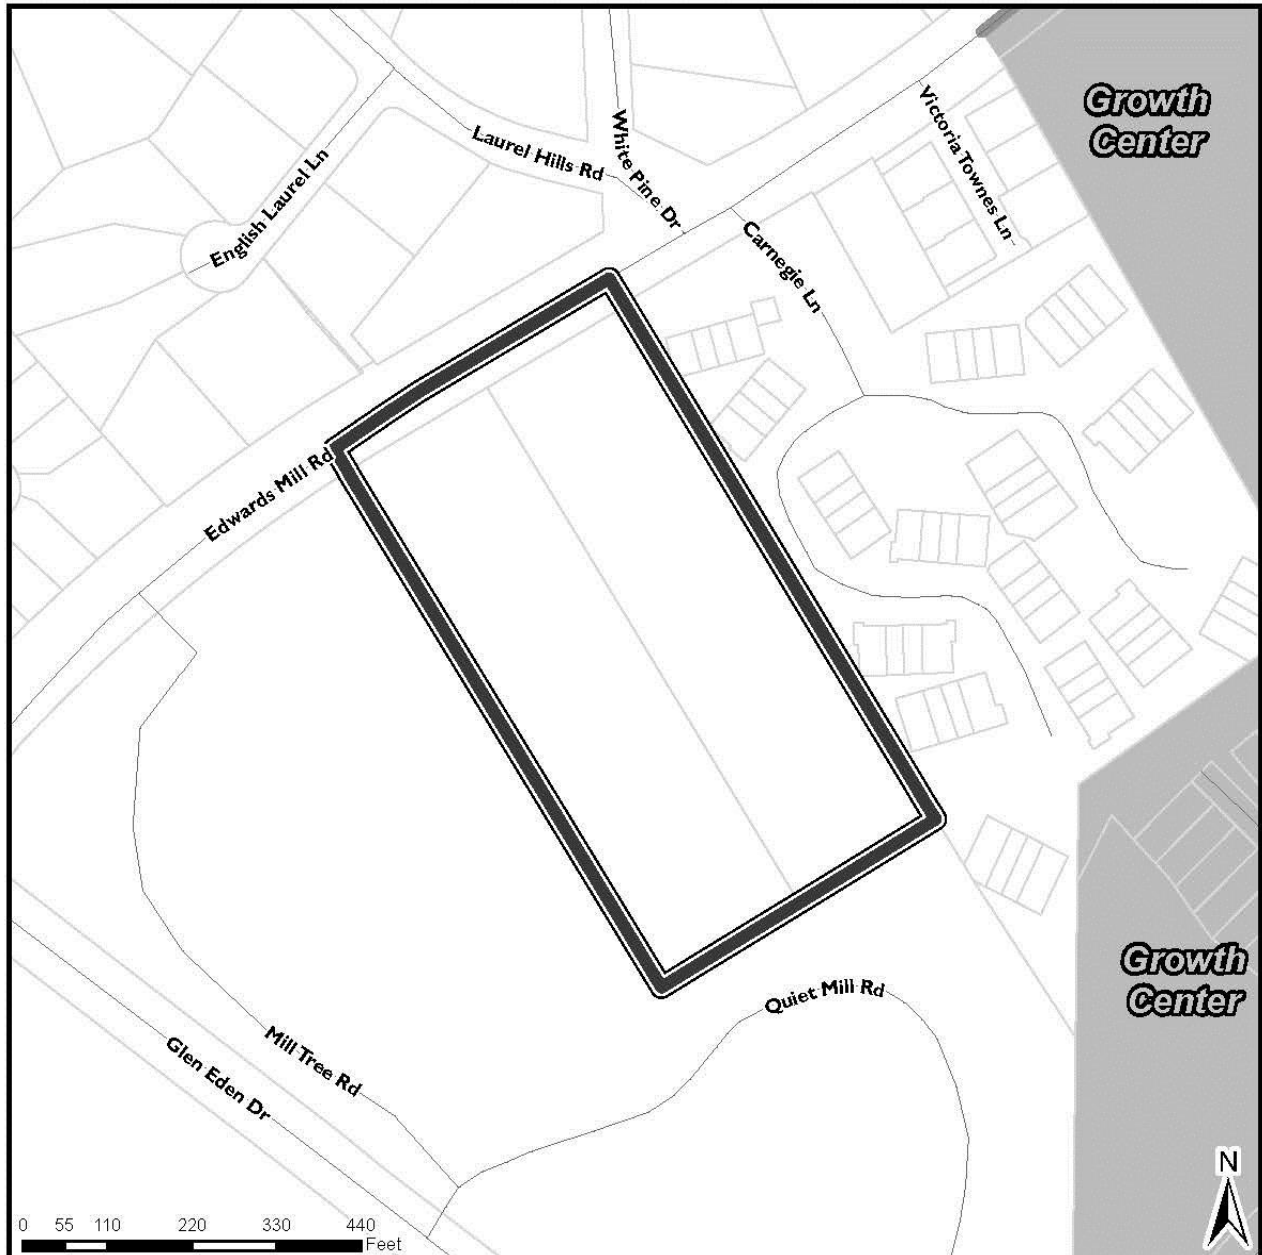 Growth
Center
Victoria Townes Ln
White Pine Dr
Laurel Hills Rd
English Laurel Ln
Carnegie Ln
Edwards Mill Rd
Growth
Center
Quiet Mill Rd
Mill Tree Rd
Glen Eden Dr
N
0 55 110 220 330 440
Feet